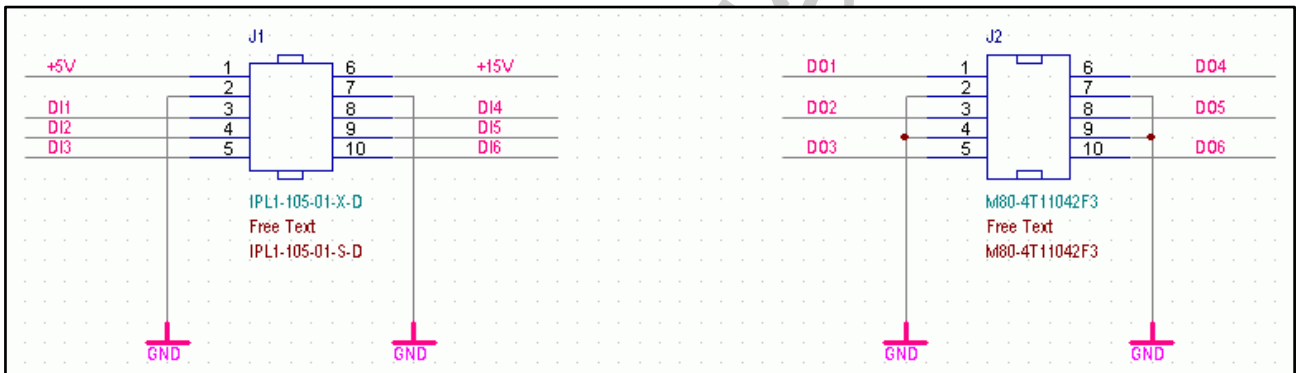 J1
J2
+5V 1 6 +15V
DO1 1 6 DO4
2 7
2 7
DI1 3 8 DI4
DO2 3 8 DO5
DI2 4 9 DI5
4 9
DI3 5 10 DI6
DO3 5 10 DO6
IPL1-105-01-X-D
M80-4T11042F3
Free Text
Free Text
IPL1-105-01-S-D
M80-4T11042F3
GND
GND
GND
GND